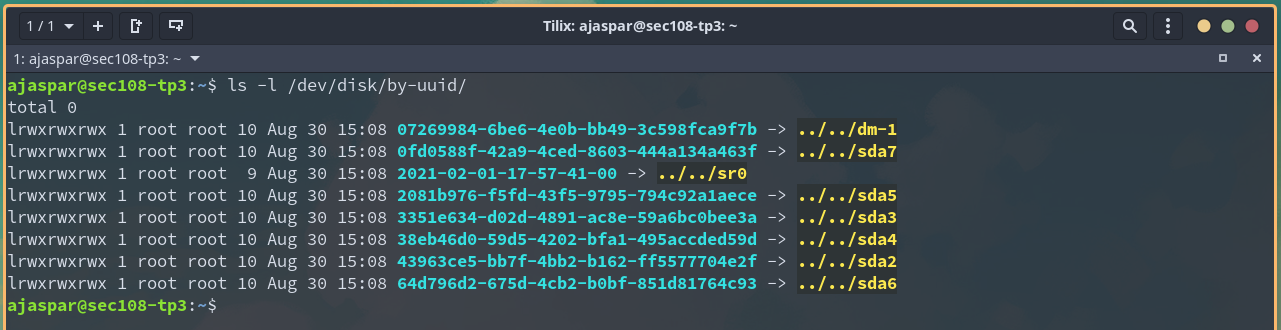 1 / 1
Tilix: ajaspar@sec108-tp3: ~
1: ajaspar@sec108-tp3: ~
ajaspar@sec108-tp3:~$ ls -l /dev/disk/by-uuid/
total 0
lrwxrwxrwx 1 root root 10 Aug 30 15:08 07269984-6be6-4e0b-bb49-3c598fca9f7b -> ../../dm-1
lrwxrwxrwx 1 root root 10 Aug 30 15:08 0fd0588f-42a9-4ced-8603-444a134a463f -> ../../sda7
lrwxrwxrwx 1 root root  9 Aug 30 15:08 2021-02-01-17-57-41-00 -> ../../sr0
lrwxrwxrwx 1 root root 10 Aug 30 15:08 2081b976-f5fd-43f5-9795-794c92a1aece -> ../../sda5
lrwxrwxrwx 1 root root 10 Aug 30 15:08 3351e634-d02d-4891-ac8e-59a6bc0bee3a -> ../../sda3
lrwxrwxrwx 1 root root 10 Aug 30 15:08 38eb46d0-59d5-4202-bfa1-495accded59d -> ../../sda4
lrwxrwxrwx 1 root root 10 Aug 30 15:08 43963ce5-bb7f-4bb2-b162-ff5577704e2f -> ../../sda2
lrwxrwxrwx 1 root root 10 Aug 30 15:08 64d796d2-675d-4cb2-b0bf-851d81764c93 -> ../../sda6
ajaspar@sec108-tp3:~$